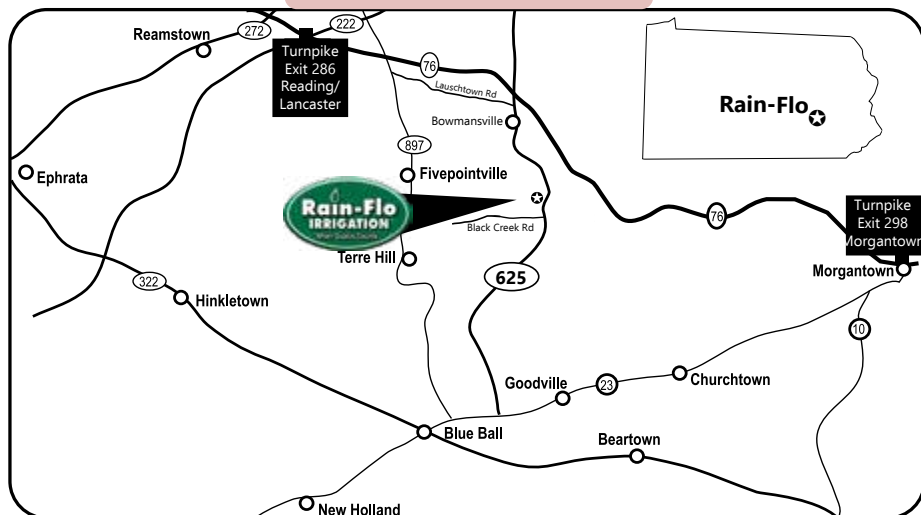 222
272
Reamstown
Turnpike
Exit 286
Reading/
Lancaster
76
Lauschtown Rd
Bowmansville
Rain-Flo
897
Ephrata
Fivepointville
Rain-Flo
IRRIGATION
Black Creek Rd
76
Turnpike
Exit 298
Morgantown
Terre Hill
Morgantown
625
322
Hinkletown
10
Goodville
23
Churchtown
Blue Ball
Beartown
New Holland